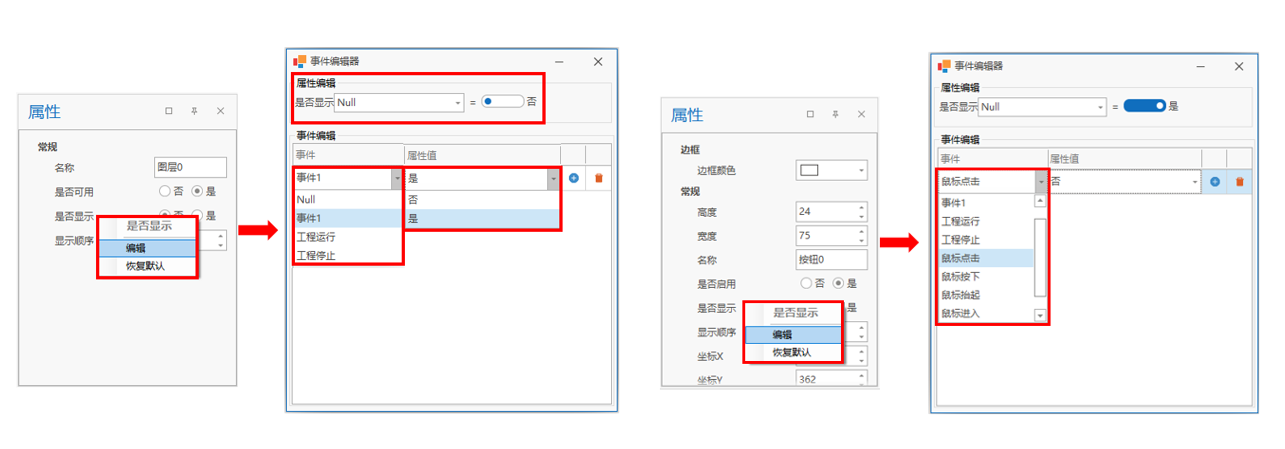 属性
常规
名称
图层0
是否可用
否
是
是否显示
否
是
显示顺序
是否显示
编辑
恢复默认
事件编辑器
属性编辑
是否显示
Null
=
否
事件编辑
事件
属性值
事件1
是
Null
否
事件1
是
工程运行
工程停止
属性
边框
边框颜色
常规
高度
24
宽度
75
名称
按钮0
是否启用
否
是
是否显示
是
显示顺序
坐标X
坐标Y
362
是否显示
编辑
恢复默认
事件编辑器
属性编辑
是否显示
Null
=
是
事件编辑
事件
属性值
鼠标点击
否
事件1
工程运行
工程停止
鼠标点击
鼠标按下
鼠标抬起
鼠标进入